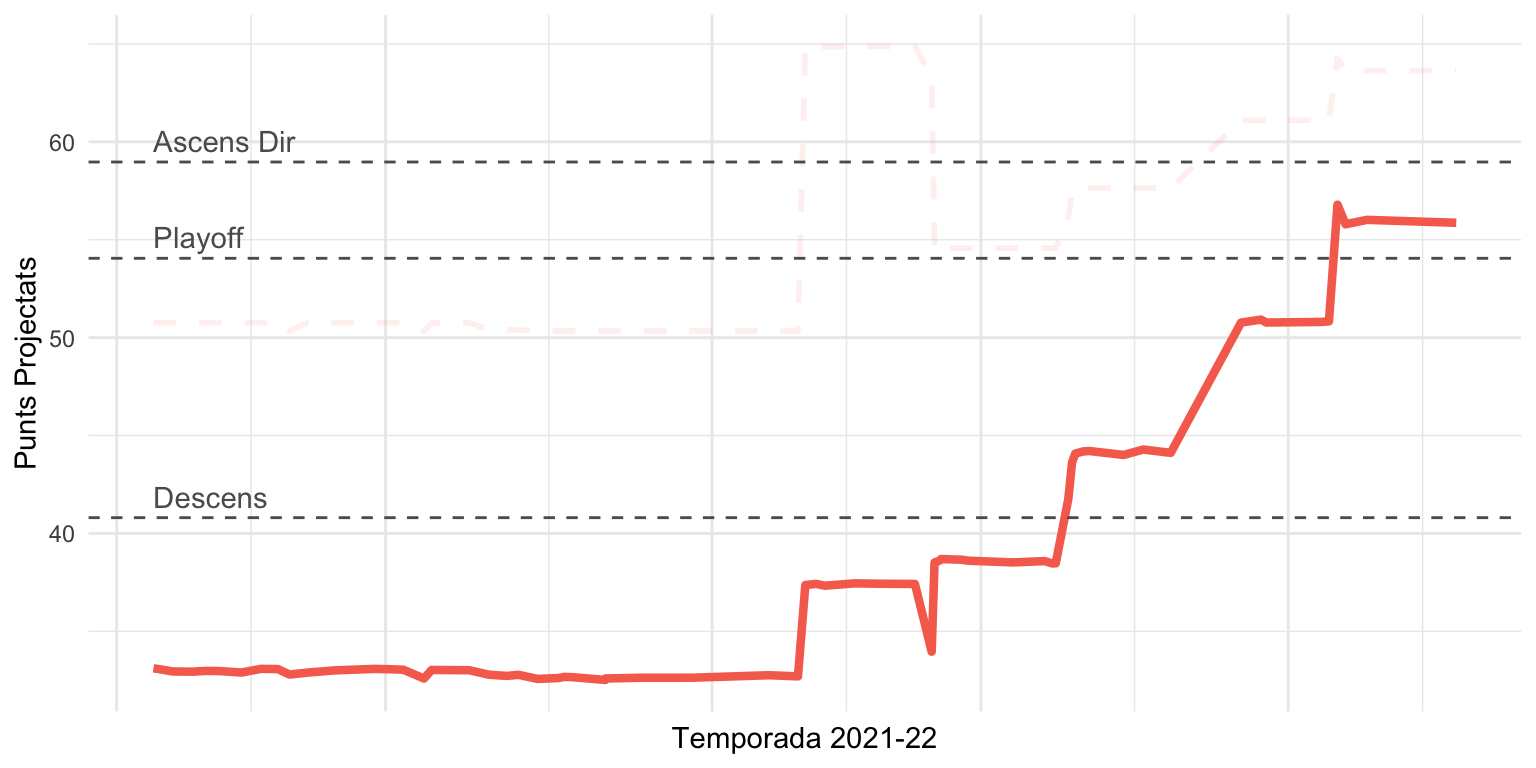 Punts Projectats
60
50
40
Ascens Dir
Playoff
Descens
Temporada 2021-22